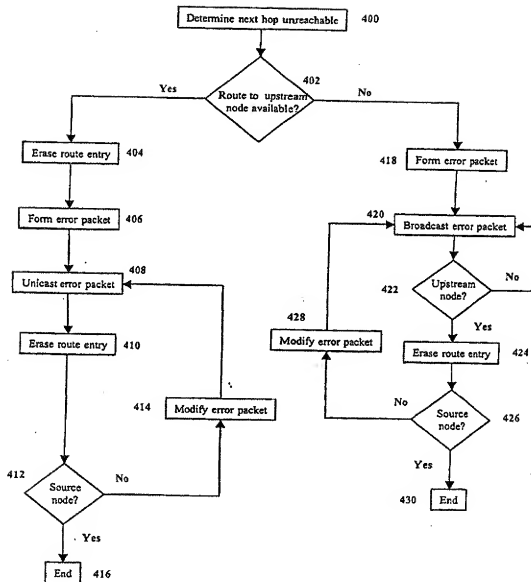 Determine next hop unreachable 400
402
Route to upstream
node available?
Yes
No
Erase route entry 404
Form error packet 406
408
Unicast error packet
Erase route entry 410
414 Modify error packet
412
Source
node?
No
Yes
End 416
418 Form error packet
420
Broadcast error packet
422
Upstream
node?
No
Yes
428
Modify error packet
Erase route entry 424
No
Source
node?
426
Yes
430 End